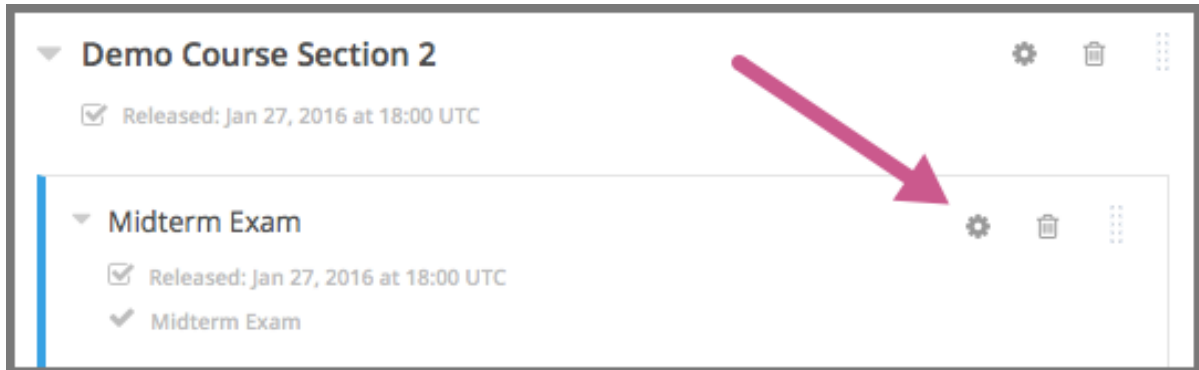 Demo Course Section 2
Released: Jan 27, 2016 at 18:00 UTC
Midterm Exam
Released: Jan 27, 2016 at 18:00 UTC
Midterm Exam